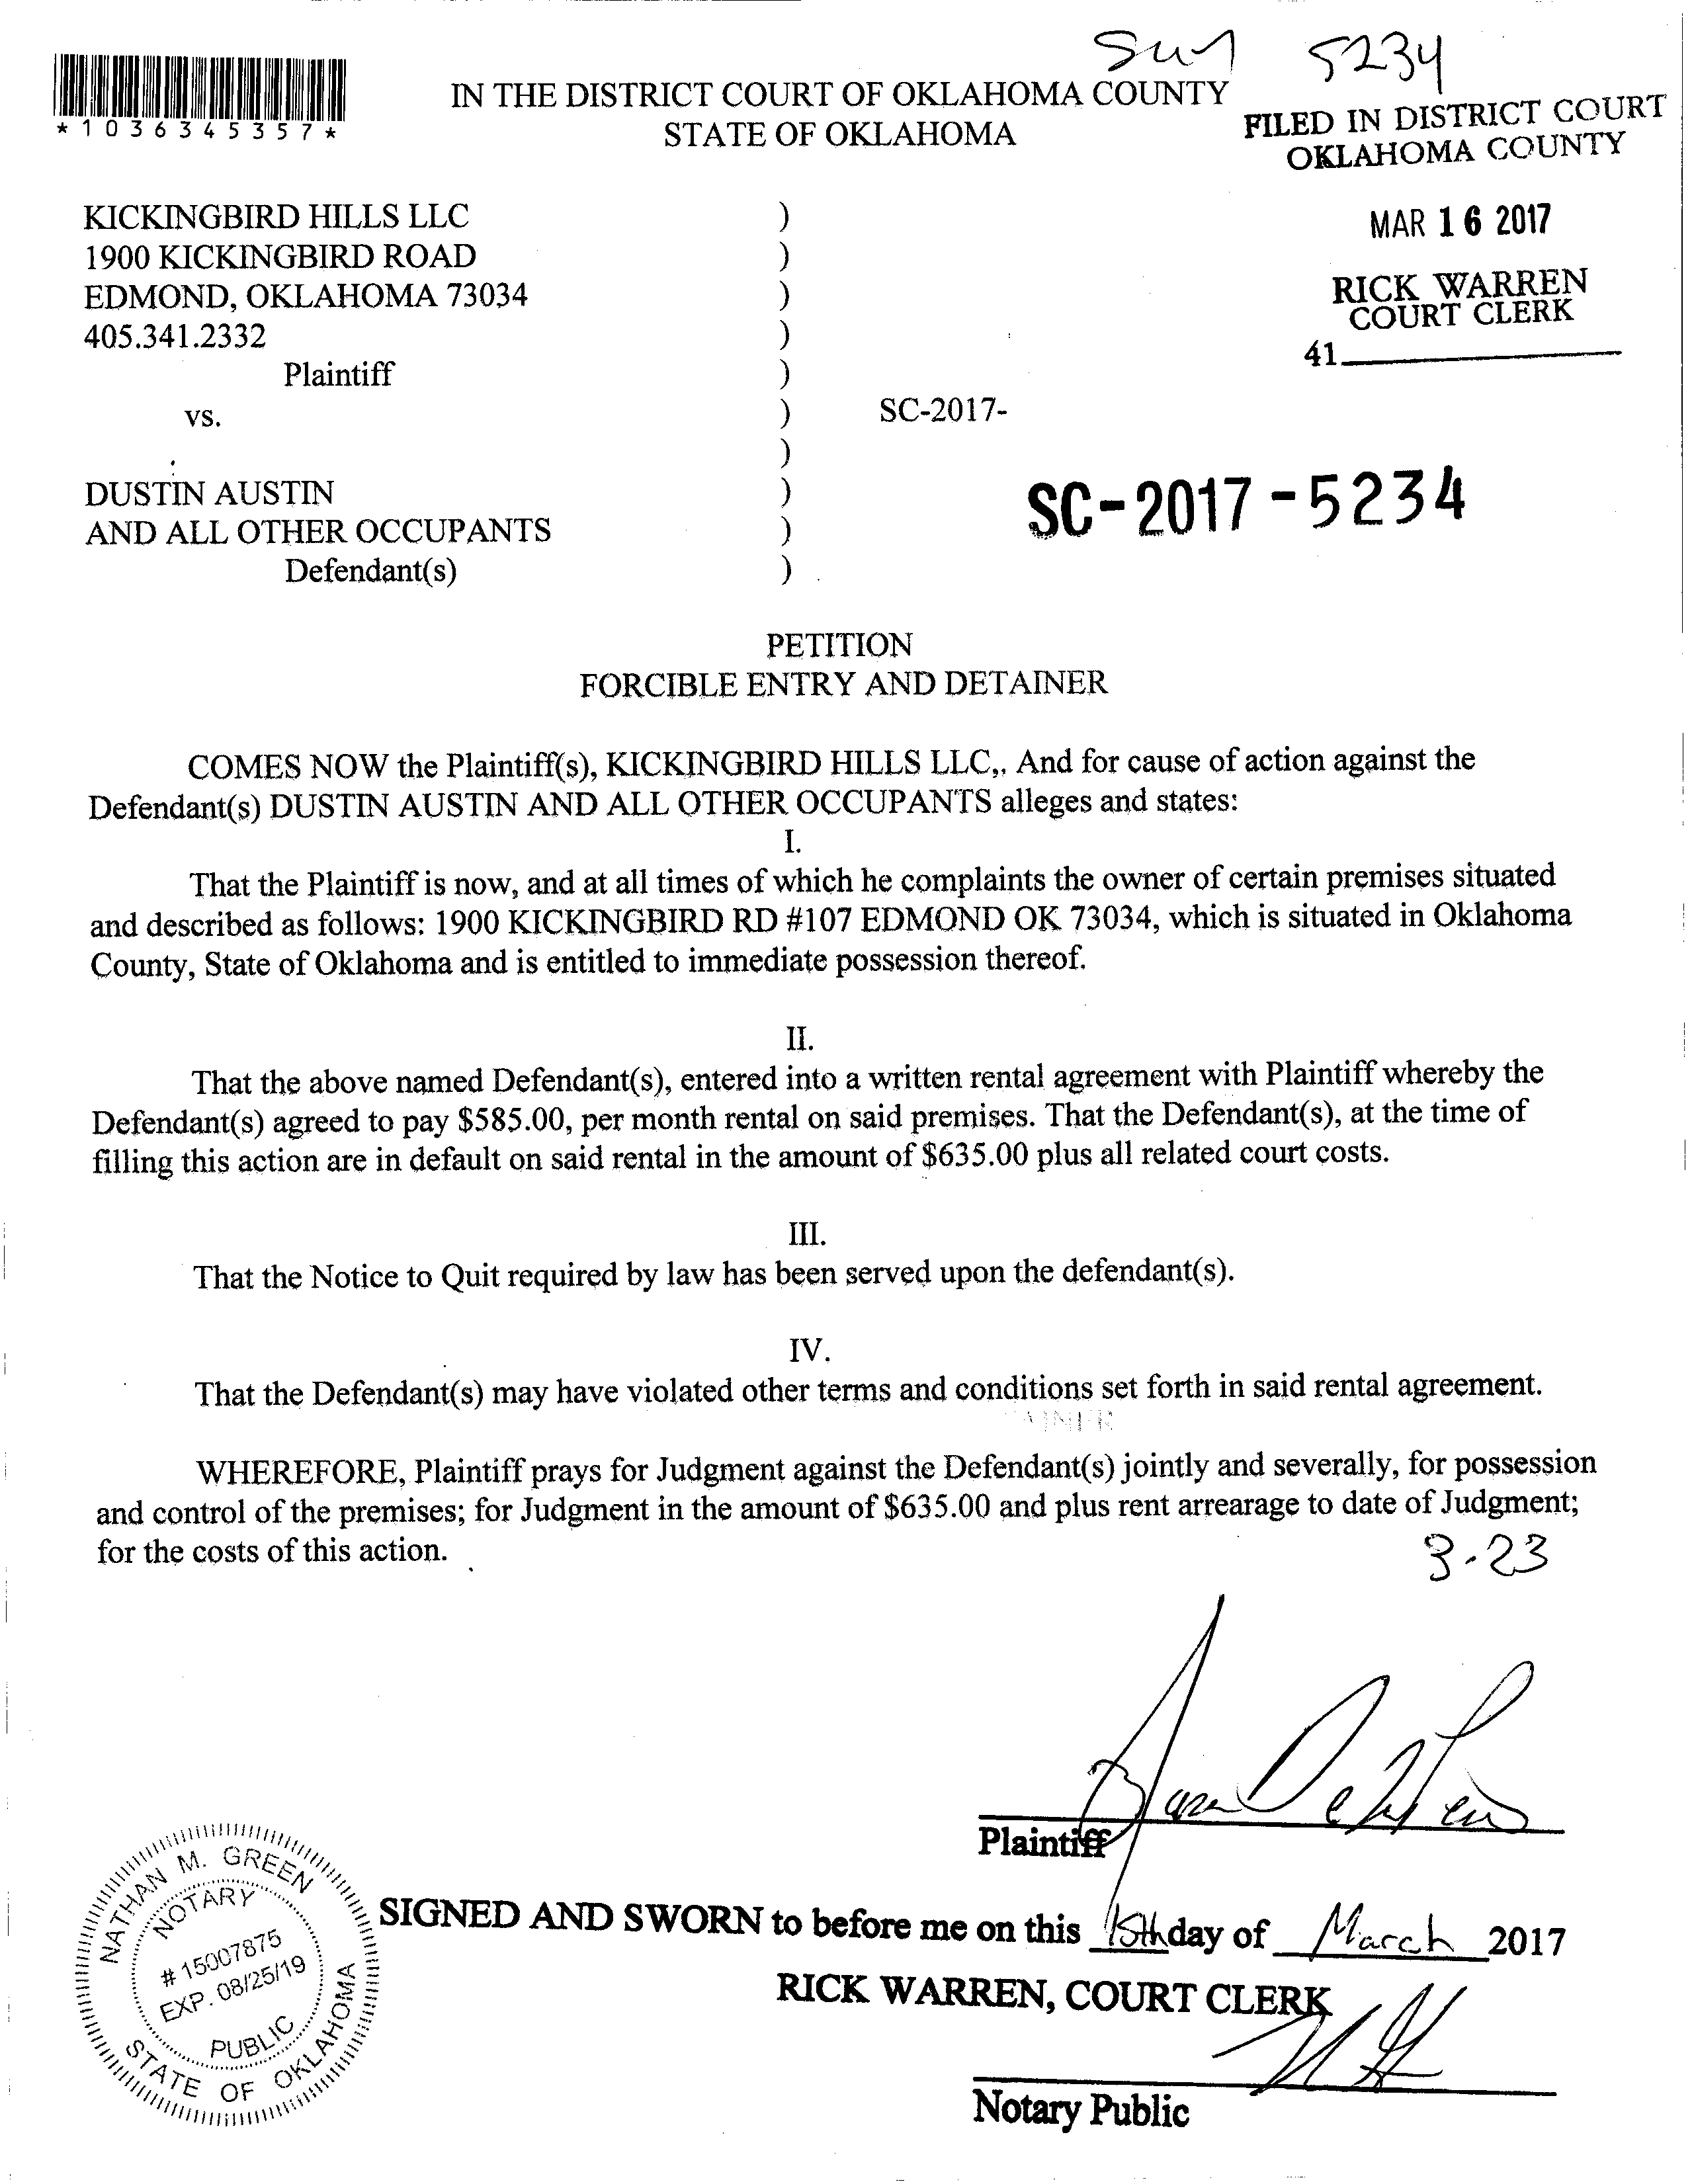 5234
*1036345357*
IN THE DISTRICT COURT OF OKLAHOMA COUNTY
STATE OF OKLAHOMA
FILED IN DISTRICT COURT
OKLAHOMA COUNTY
MAR 16 2017
RICK WARREN
COURT CLERK
41
KICKINGBIRD HILLS LLC )
1900 KICKINGBIRD ROAD )
EDMOND, OKLAHOMA 73034 )
405.341.2332 )
Plaintiff )
vs. ) SC-2017-
)
DUSTIN AUSTIN )
AND ALL OTHER OCCUPANTS )
Defendant(s) )
SC-2017-5234
PETITION
FORCIBLE ENTRY AND DETAINER
COMES NOW the Plaintiff(s), KICKINGBIRD HILLS LLC,, And for cause of action against the
Defendant(s) DUSTIN AUSTIN AND ALL OTHER OCCUPANTS alleges and states:
I.
That the Plaintiff is now, and at all times of which he complaints the owner of certain premises situated
and described as follows: 1900 KICKINGBIRD RD #107 EDMOND OK 73034, which is situated in Oklahoma
County, State of Oklahoma and is entitled to immediate possession thereof.
II.
That the above named Defendant(s), entered into a written rental agreement with Plaintiff whereby the
Defendant(s) agreed to pay $585.00, per month rental on said premises. That the Defendant(s), at the time of
filling this action are in default on said rental in the amount of $635.00 plus all related court costs.
III.
That the Notice to Quit required by law has been served upon the defendant(s).
IV.
That the Defendant(s) may have violated other terms and conditions set forth in said rental agreement.
WHEREFORE, Plaintiff prays for Judgment against the Defendant(s) jointly and severally, for possession
and control of the premises; for Judgment in the amount of $635.00 and plus rent arrearage to date of Judgment;
for the costs of this action.
3-23
Plaintiff
SIGNED AND SWORN to before me on this 15th day of March 2017
RICK WARREN, COURT CLERK
Notary Public
NATHAN M. GREEN
NOTARY
# 15007875
EXP. 08/25/19
PUBLIC
STATE OF OKLAHOMA